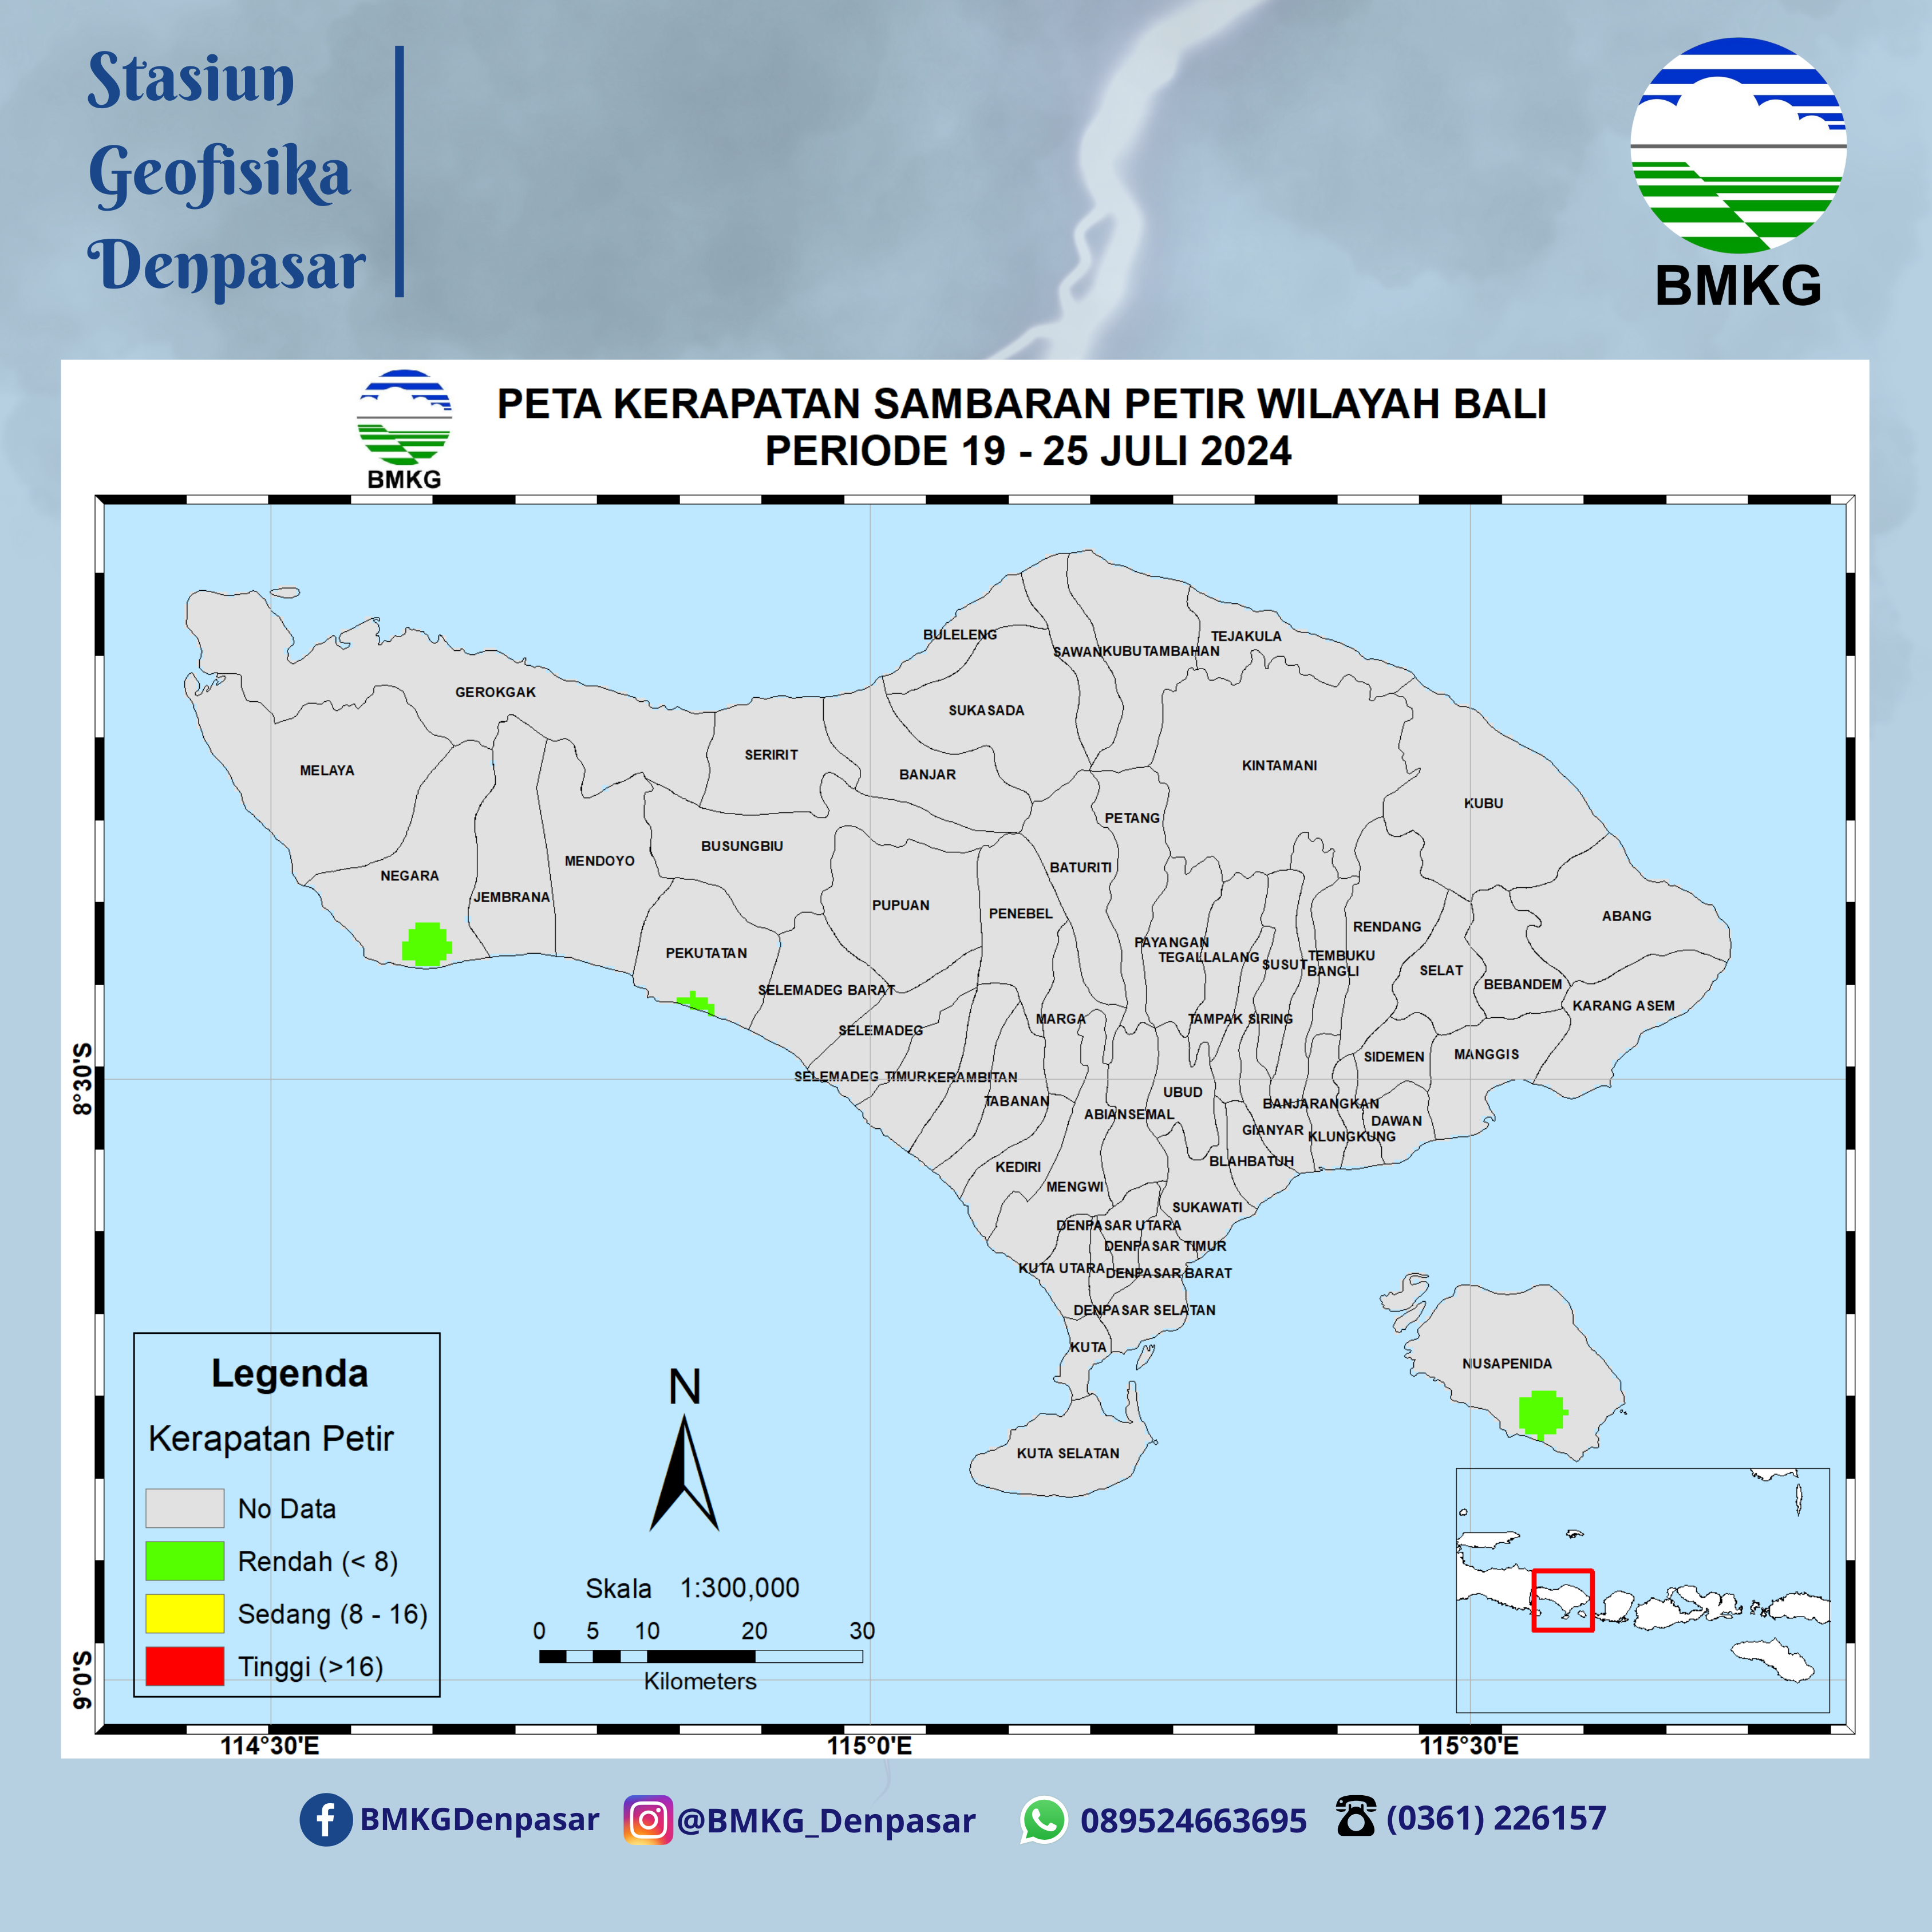 Stasiun
Geofisika
Denpasar
BMKG
BMKG
PETA KERAPATAN SAMBARAN PETIR WILAYAH BALI
PERIODE 19 - 25 JULI 2024
BULELENG
TEJAKULA
SAWAN
KUBUTAMBAHAN
GEROKGAK
SUKASADA
SERIRIT
KINTAMANI
MELAYA
BANJAR
KUBU
PETANG
BUSUNGBIU
MENDOYO
BATURITI
NEGARA
JEMBRANA
PUPUAN
PENEBEL
ABANG
RENDANG
PAYANGAN
PEKUTATAN
TEGALLALANG
TEMBUKU
SUSUT
BANGLI
SELAT
BEBANDEM
SELEMADEG BARAT
KARANG ASEM
MARGA
TAMPAK SIRING
SELEMADEG
SIDEMEN
MANGGIS
SELEMADEG TIMUR
KERAMBITAN
UBUD
TABANAN
BANJARANGKAN
ABIANSEMAL
DAWAN
GIANYAR
KLUNGKUNG
BLAHBATUH
KEDIRI
MENGWI
SUKAWATI
DENPASAR UTARA
DENPASAR TIMUR
KUTA UTARA
DENPASAR BARAT
DENPASAR SELATAN
KUTA
NUSAPENIDA
KUTA SELATAN
8°30'S
9°0'S
Legenda
Kerapatan Petir
No Data
Rendah (< 8)
Sedang (8 - 16)
Tinggi (>16)
N
Skala 1:300,000
0 5 10 20 30
Kilometers
114°30'E 115°0'E 115°30'E
BMKGDenpasar @BMKG_Denpasar 089524663695 (0361) 226157